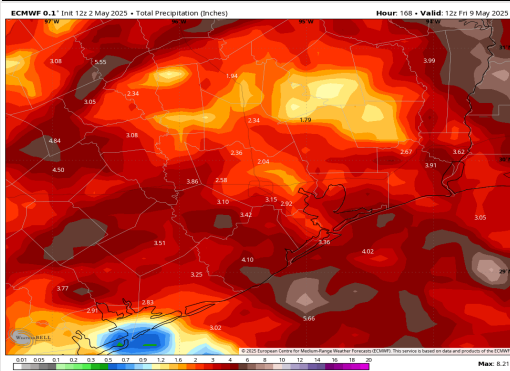 ECMWF 0.1° Init 12z 2 May 2025 • Total Precipitation (Inches)
Hour: 168 • Valid: 12z Fri 9 May 2025
97°W 95°W 94°W
3.08 5.55 1.94 3.99
3.05 2.34
2.34 1.79
4.84 3.08
2.36 2.04 2.67 3.62
4.50 3.91
3.86 2.58
3.10 3.15 2.92
3.42 3.05
3.51 3.36
4.10 4.02
3.25
3.77
2.91 2.83
3.02 5.66
WeatherBELL
© 2025 European Centre for Medium-Range Weather Forecasts (ECMWF). This service is based on data and products of the ECMWF
0.01 0.05 0.1 0.2 0.3 0.5 0.7 0.9 1.2 1.6 2 3 4 6 8 10 12 14 16 18 20
Max: 8.21